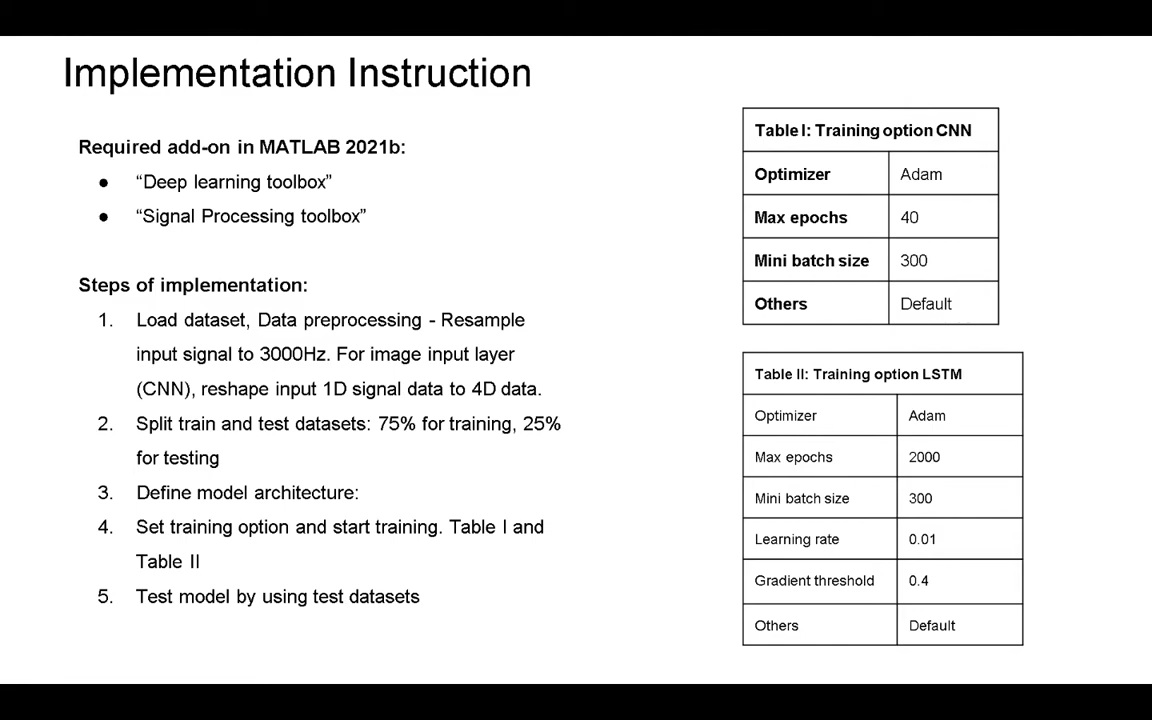 Implementation Instruction
Required add-on in MATLAB 2021b:
● “Deep learning toolbox”
● “Signal Processing toolbox”
Steps of implementation:
1. Load dataset, Data preprocessing - Resample
input signal to 3000Hz. For image input layer
(CNN), reshape input 1D signal data to 4D data.
2. Split train and test datasets: 75% for training, 25%
for testing
3. Define model architecture:
4. Set training option and start training. Table I and
Table II
5. Test model by using test datasets
Table I: Training option CNN
Optimizer Adam
Max epochs 40
Mini batch size 300
Others Default
Table II: Training option LSTM
Optimizer Adam
Max epochs 2000
Mini batch size 300
Learning rate 0.01
Gradient threshold 0.4
Others Default